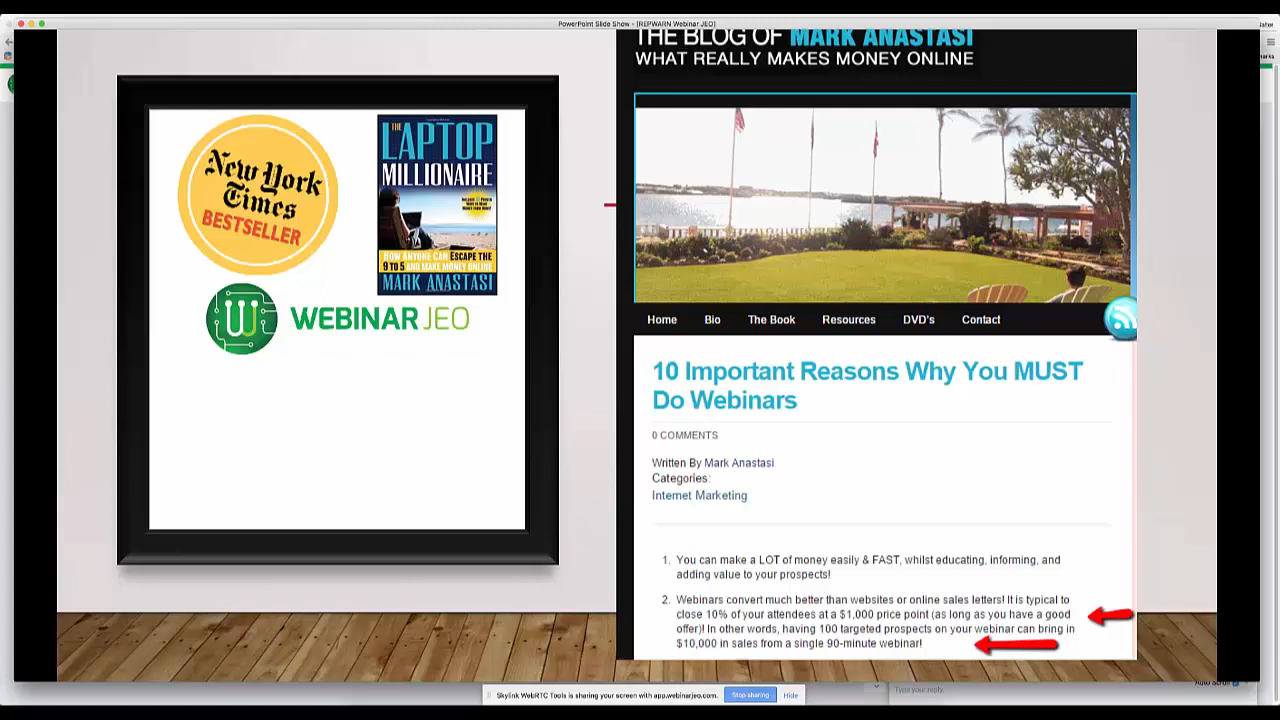 PowerPoint Slide Show - [REPWARN Webinar JEO]
THE BLOG OF MARK ANASTASI
WHAT REALLY MAKES MONEY ONLINE
New York
Times
BESTSELLER
THE
LAPTOP
MILLIONAIRE
HOW ANYONE CAN ESCAPE THE
9 TO 5 AND MAKE MONEY ONLINE
MARK ANASTASI
WEBINAR JEO
Home Bio The Book Resources DVD's Contact
10 Important Reasons Why You MUST
Do Webinars
0 COMMENTS
Written By Mark Anastasi
Categories:
Internet Marketing
1. You can make a LOT of money easily & FAST, whilst educating, informing, and
adding value to your prospects!
2. Webinars convert much better than websites or online sales letters! It is typical to
close 10% of your attendees at a $1,000 price point (as long as you have a good
offer)! In other words, having 100 targeted prospects on your webinar can bring in
$10,000 in sales from a single 90-minute webinar!
Skylink WebRTC Tools is sharing your screen with app.webinarjeo.com. Stop sharing Hide
Auto Scroll
Type your reply.